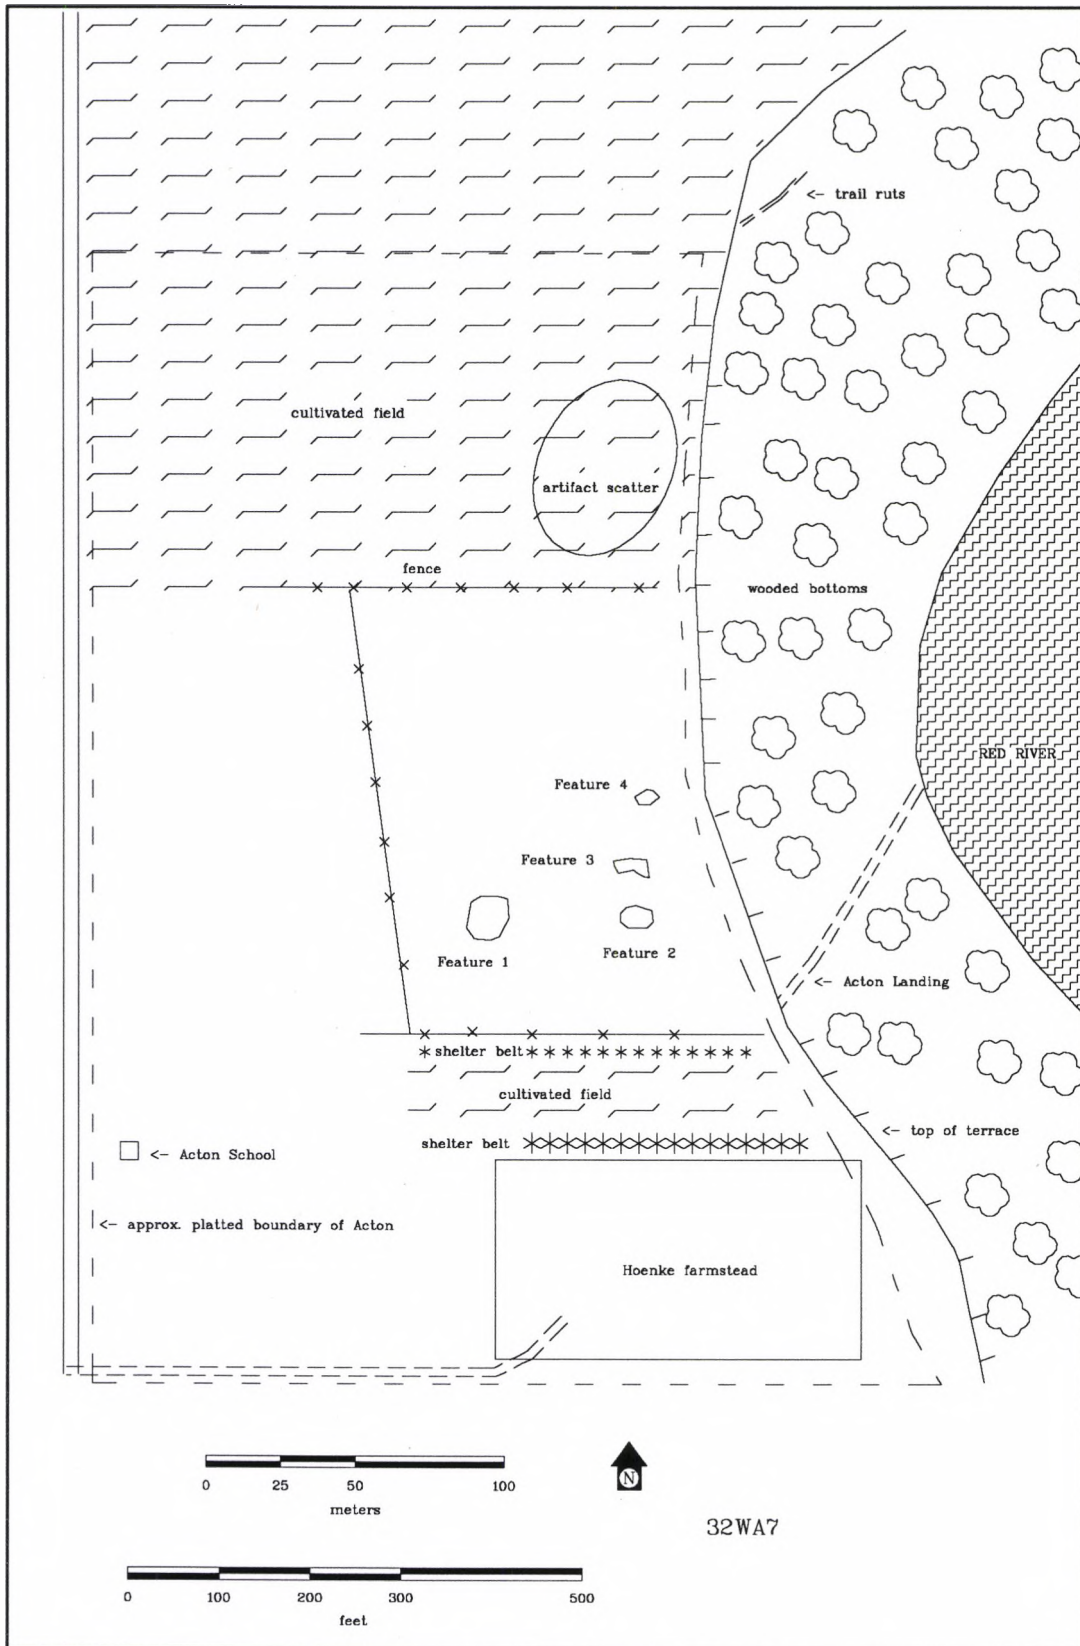 <- trail ruts
cultivated field
artifact scatter
fence
wooded bottoms
RED RIVER
Feature 4
Feature 3
Feature 1
Feature 2
<- Acton Landing
shelter belt
cultivated field
<- top of terrace
shelter belt
<- Acton School
<- approx. platted boundary of Acton
Hoenke farmstead
0 25 50 100
meters
N
32WA7
0 100 200 300 500
feet